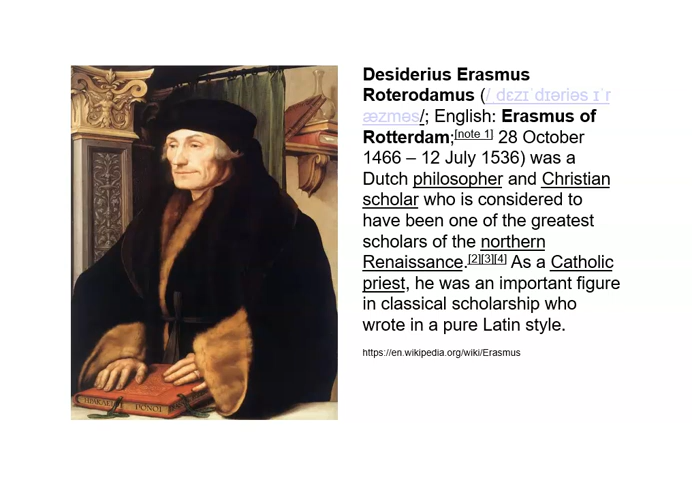 Desiderius Erasmus
Roterodamus (/ˌdɛzɪˈdɪəriəs ɪˈr
æzməs/; English: Erasmus of
Rotterdam;[note 1] 28 October
1466 – 12 July 1536) was a
Dutch philosopher and Christian
scholar who is considered to
have been one of the greatest
scholars of the northern
Renaissance.[2][3][4] As a Catholic
priest, he was an important figure
in classical scholarship who
wrote in a pure Latin style.
https://en.wikipedia.org/wiki/Erasmus